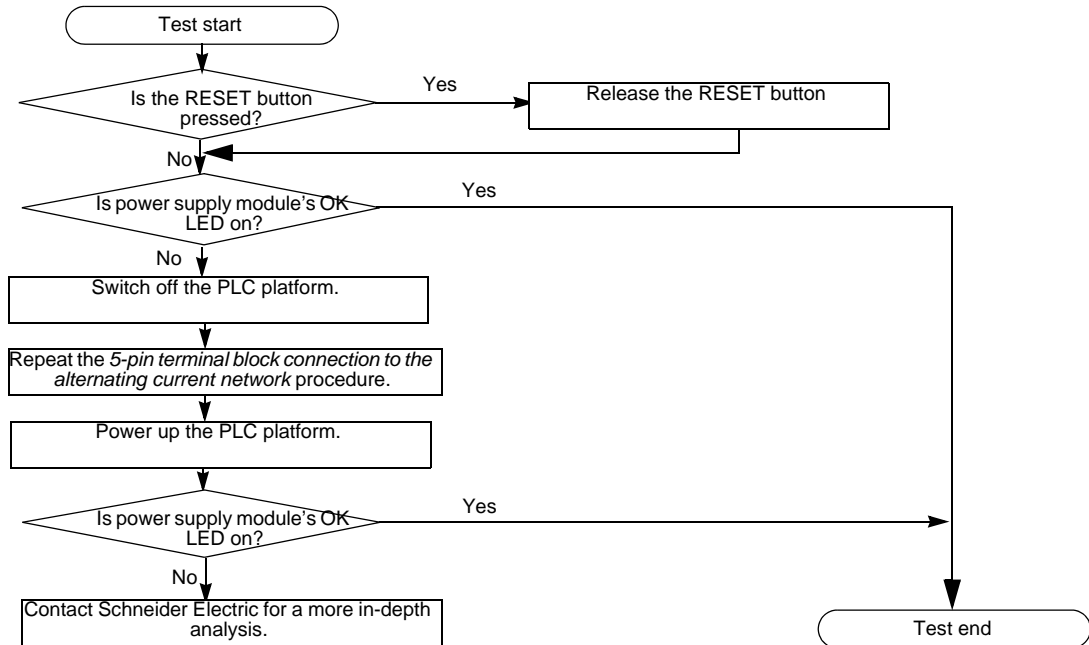 Test start
Is the RESET button
pressed?
Yes
Release the RESET button
No
Is power supply module's OK
LED on?
Yes
No
Switch off the PLC platform.
Repeat the 5-pin terminal block connection to the
alternating current network procedure.
Power up the PLC platform.
Is power supply module's OK
LED on?
Yes
No
Contact Schneider Electric for a more in-depth
analysis.
Test end